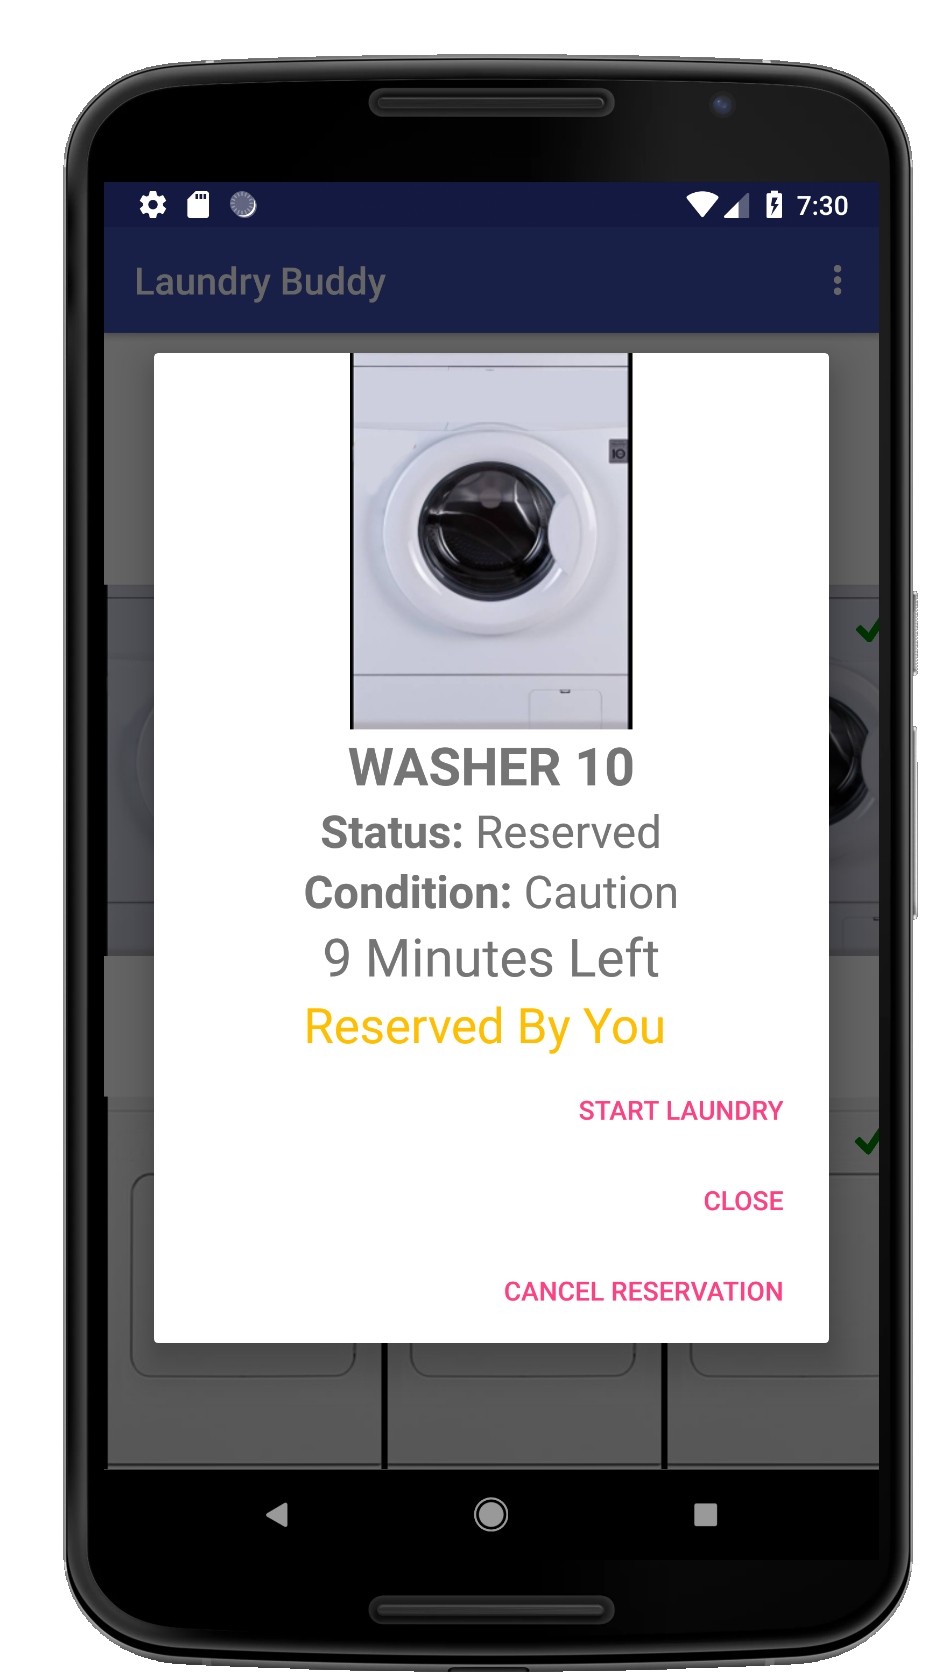 7:30
Laundry Buddy
WASHER 10
Status: Reserved
Condition: Caution
9 Minutes Left
Reserved By You
START LAUNDRY
CLOSE
CANCEL RESERVATION